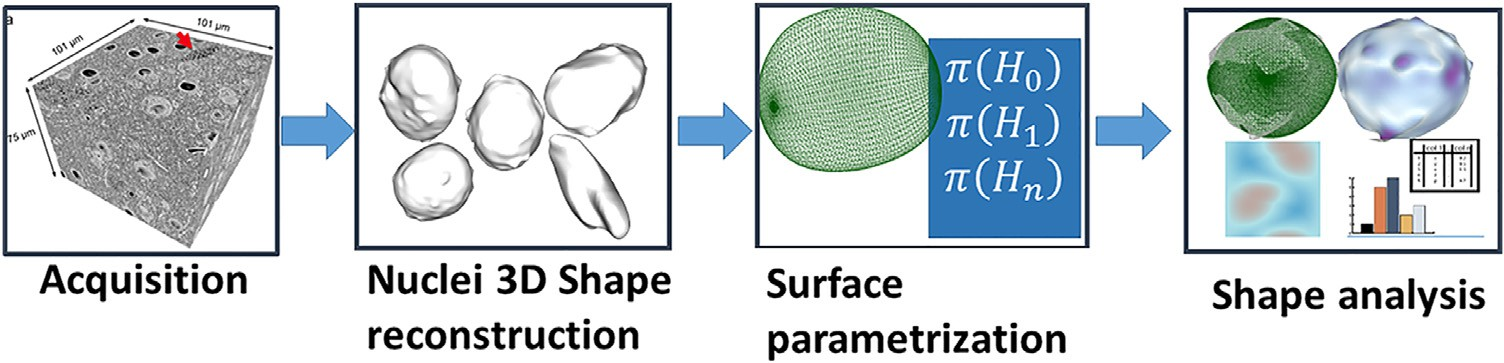 a
101 μm
101 μm
75 μm
π(H₀)
π(H₁)
π(Hₙ)
col 1 col n
Acquisition
Nuclei 3D Shape
reconstruction
Surface
parametrization
Shape analysis